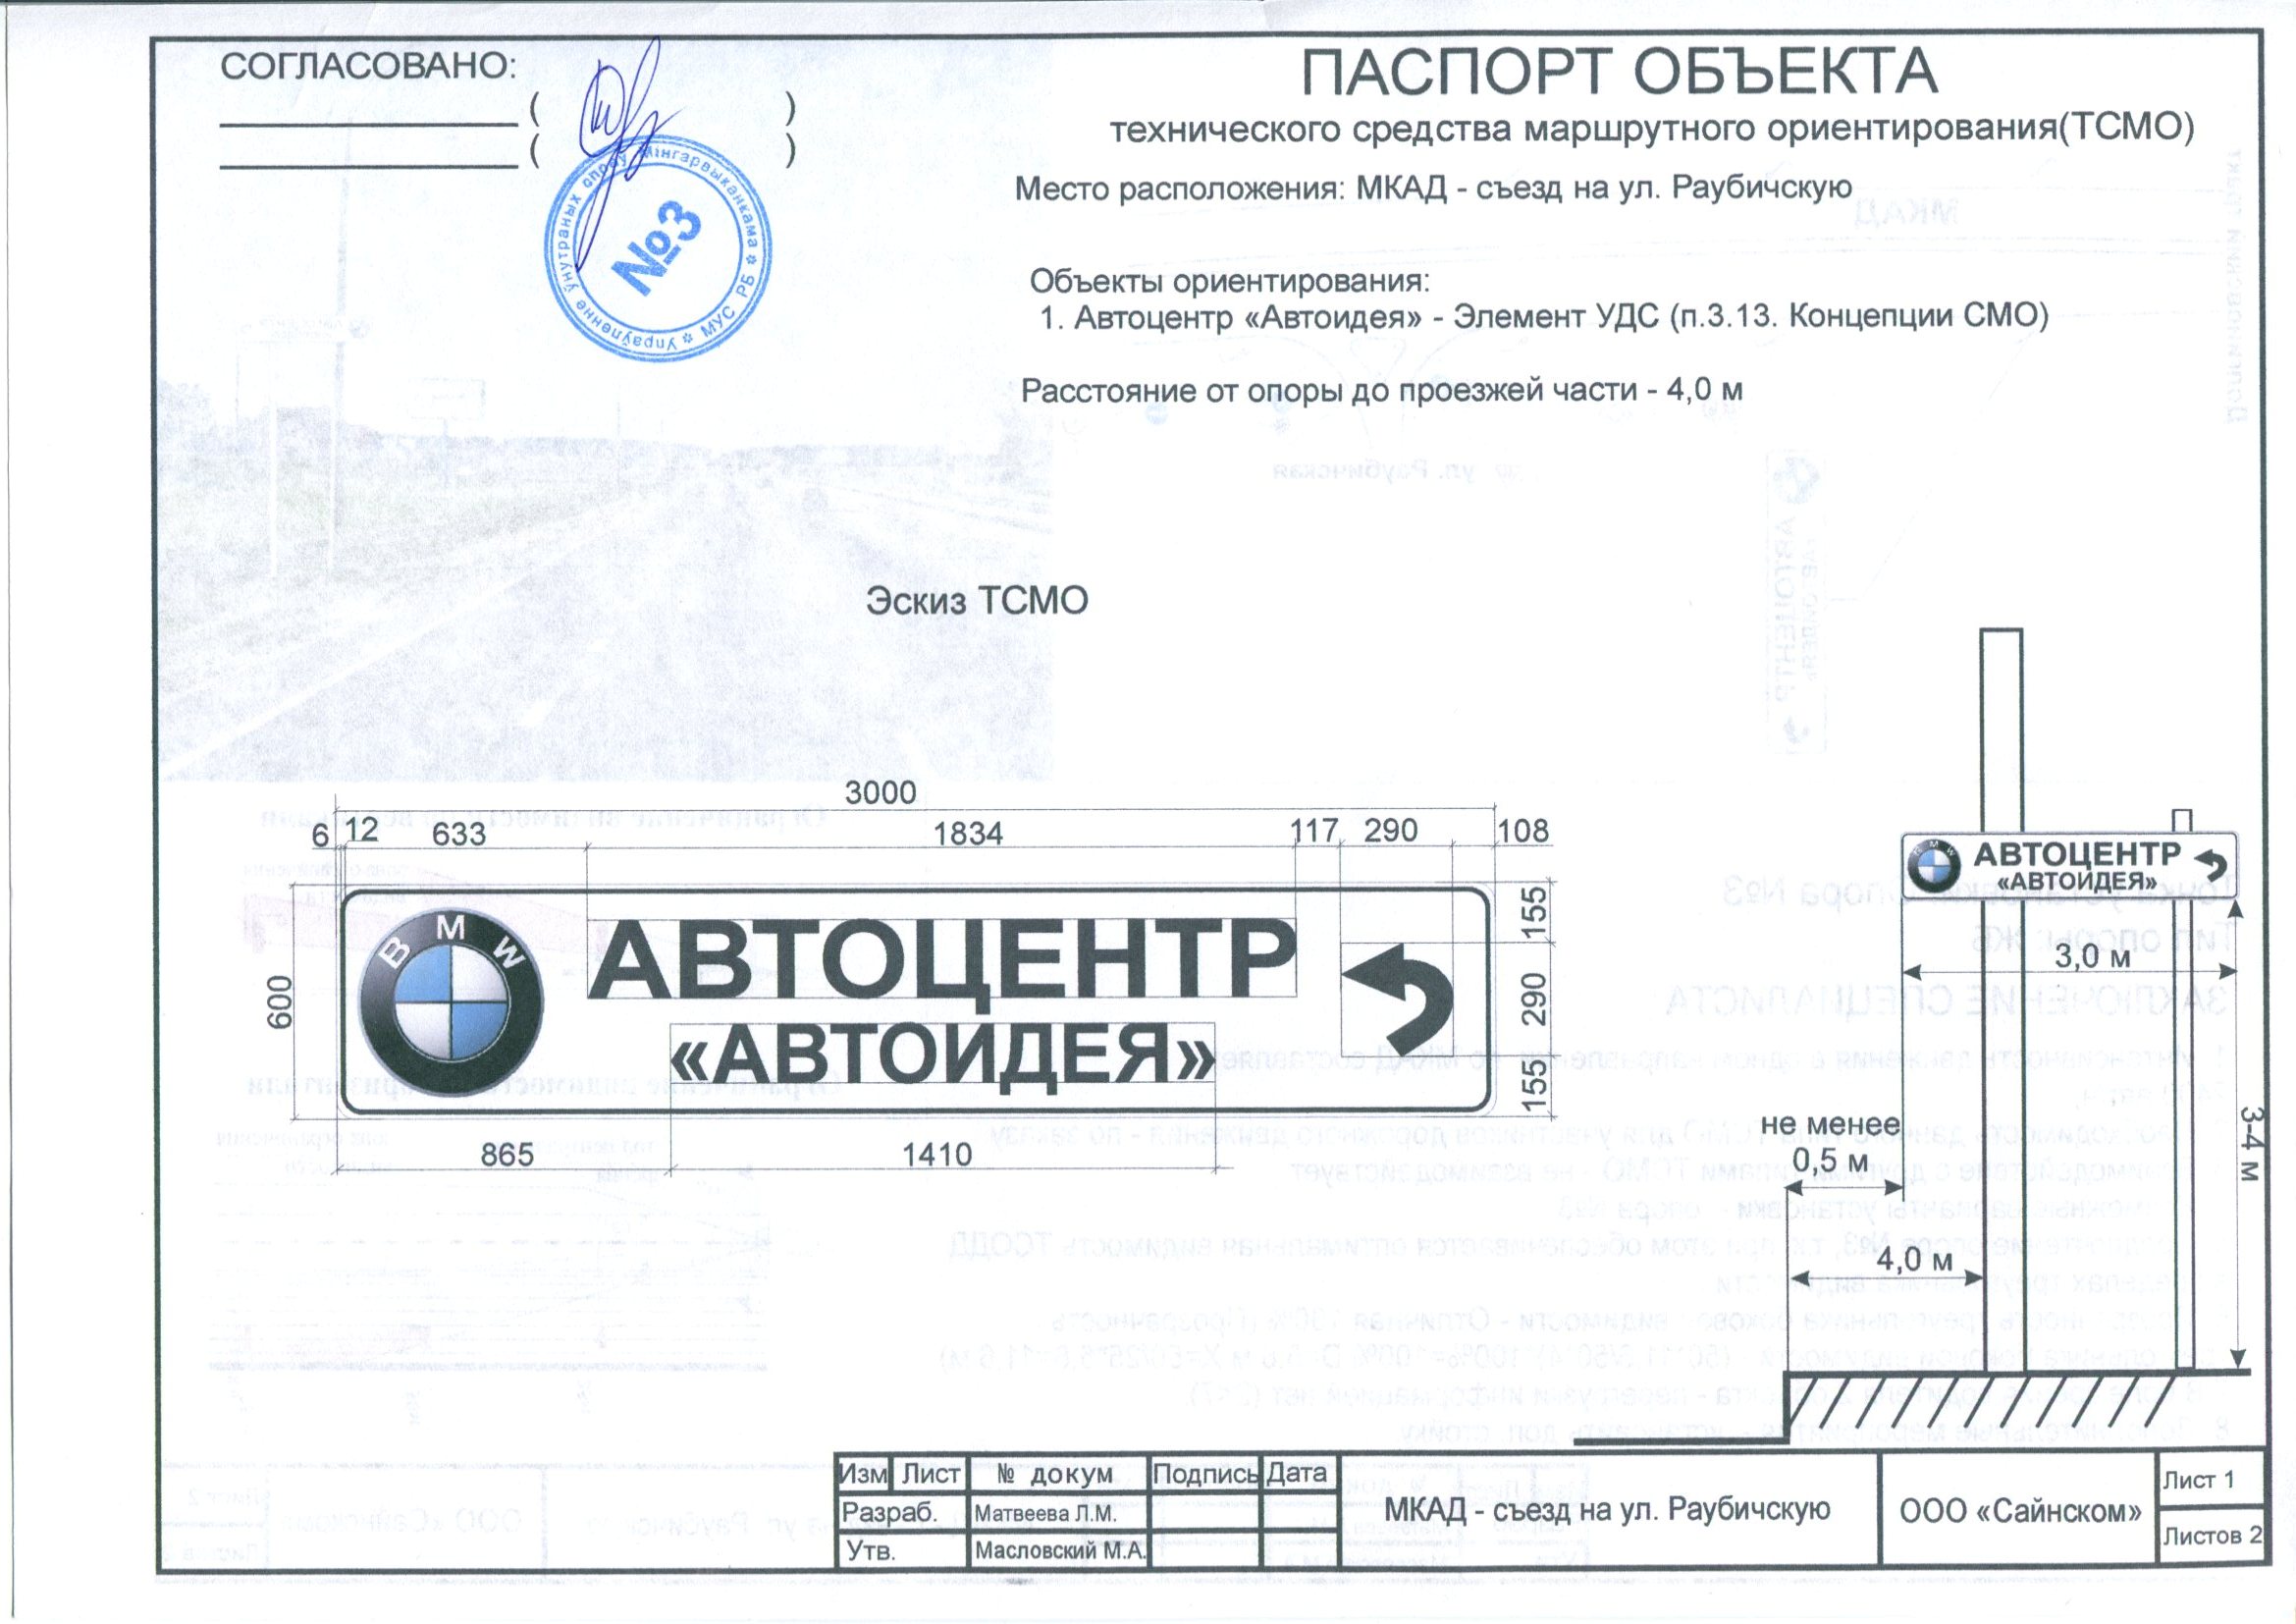 СОГЛАСОВАНО:
( )
( )
Упраўленне ўнутраных спраў Мінгарвыканкама ☆ МУС РБ ☆
№3
ПАСПОРТ ОБЪЕКТА
технического средства маршрутного ориентирования(ТСМО)
Место расположения: МКАД - съезд на ул. Раубичскую
Объекты ориентирования:
1. Автоцентр «Автоидея» - Элемент УДС (п.3.13. Концепции СМО)
Расстояние от опоры до проезжей части - 4,0 м
Эскиз ТСМО
3000
6 12 633 1834 117 290 108
600
BMW
АВТОЦЕНТР
«АВТОИДЕЯ»
155
290
155
865 1410
BMW
АВТОЦЕНТР
«АВТОИДЕЯ»
3,0 м
не менее
0,5 м
3-4 м
4,0 м
Изм Лист № докум Подпись Дата
Разраб. Матвеева Л.М.
Утв. Масловский М.А.
МКАД - съезд на ул. Раубичскую
ООО «Сайнском»
Лист 1
Листов 2